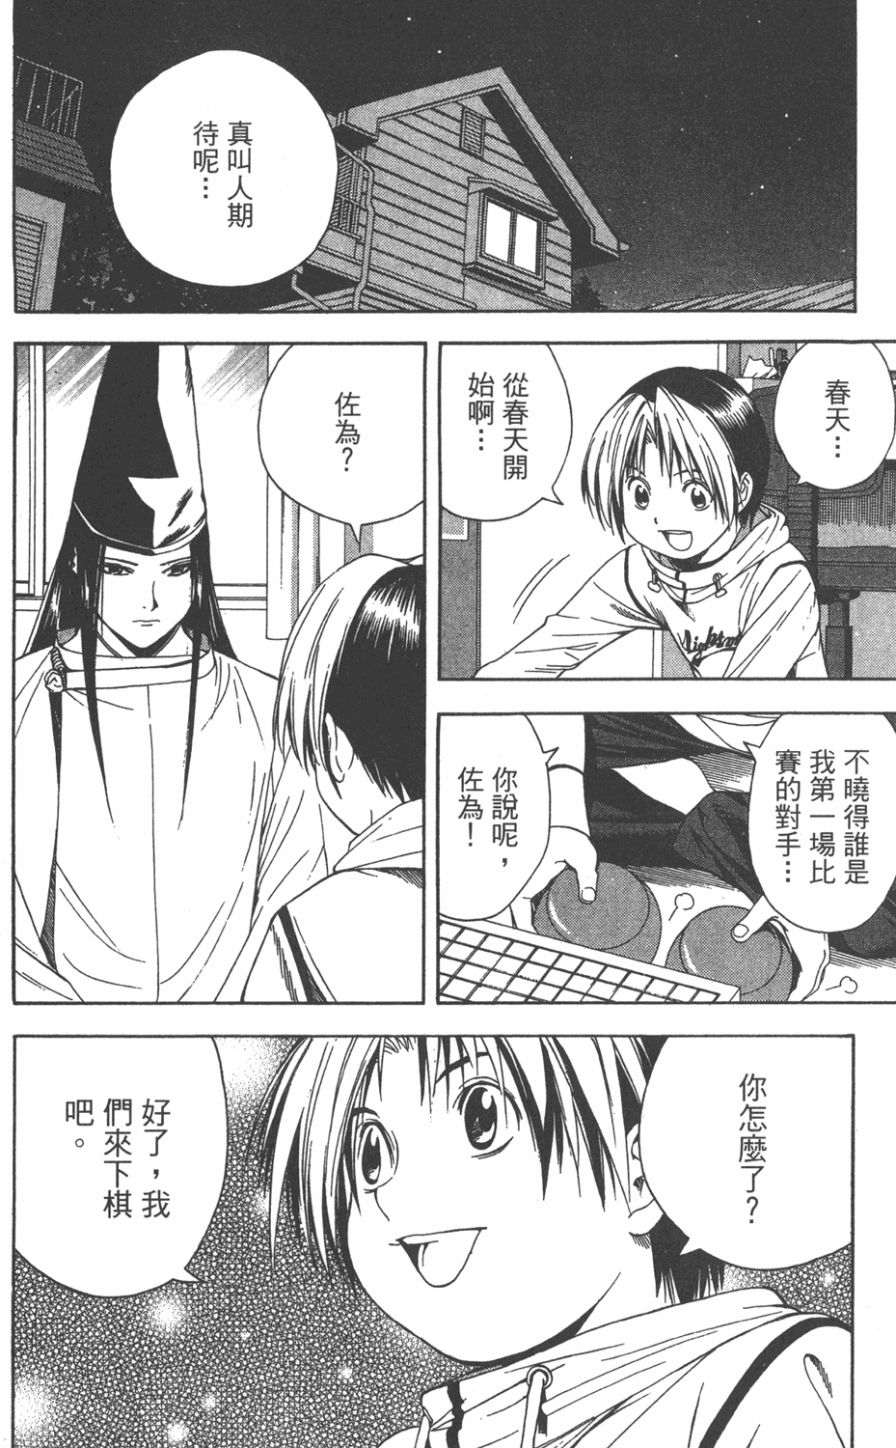 真叫人期
待呢…
春天…
從春天開
始啊…
不曉得誰是
我第一場比
賽的對手…
你說呢，
佐為！
佐為？
你怎麼了？
好了，我
們來下棋
吧。